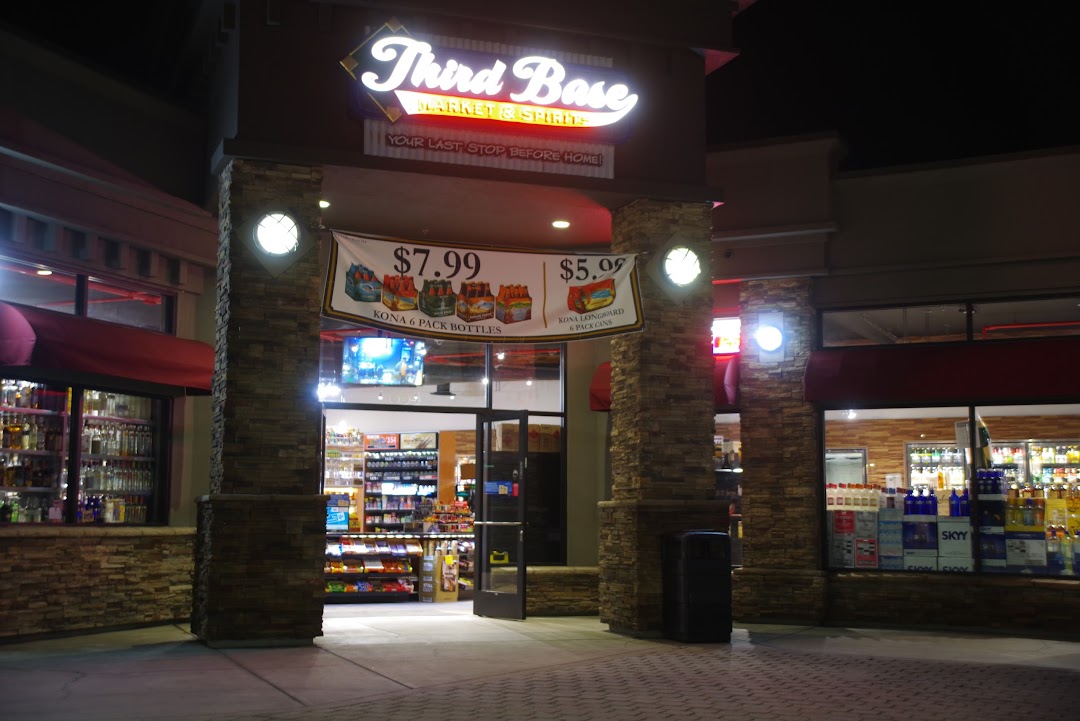 Third Base
MARKET & SPIRITS
YOUR LAST STOP BEFORE HOME!
$7.99
KONA 6 PACK BOTTLES
$5.99
KONA LONGBOARD
6 PACK CANS
SKYY
SKYY
SKYY